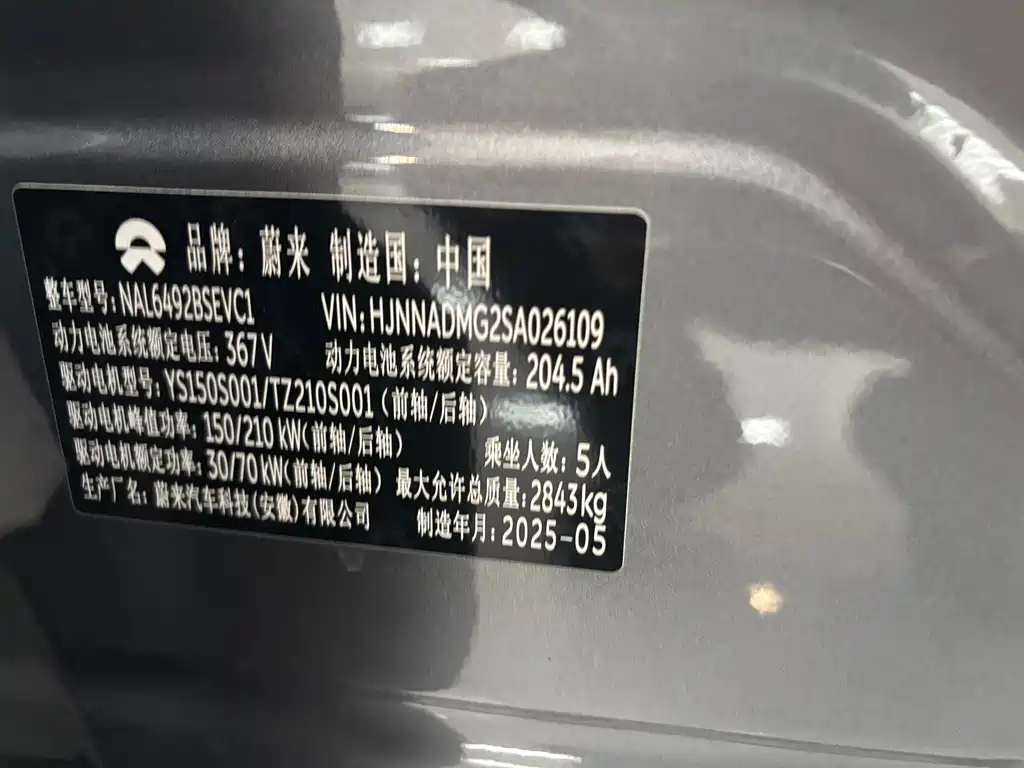 品牌：蔚来 制造国：中国
整车型号：NAL6492BSEVC1 VIN：HJNNADMG2SA026109
动力电池系统额定电压：367V 动力电池系统额定容量：204.5 Ah
驱动电机型号：YS150S001/TZ210S001（前轴/后轴）
驱动电机峰值功率：150/210 kW（前轴/后轴） 乘坐人数：5人
驱动电机额定功率：30/70 kW（前轴/后轴） 最大允许总质量：2843kg
生产厂名：蔚来汽车科技（安徽）有限公司 制造年月：2025-05